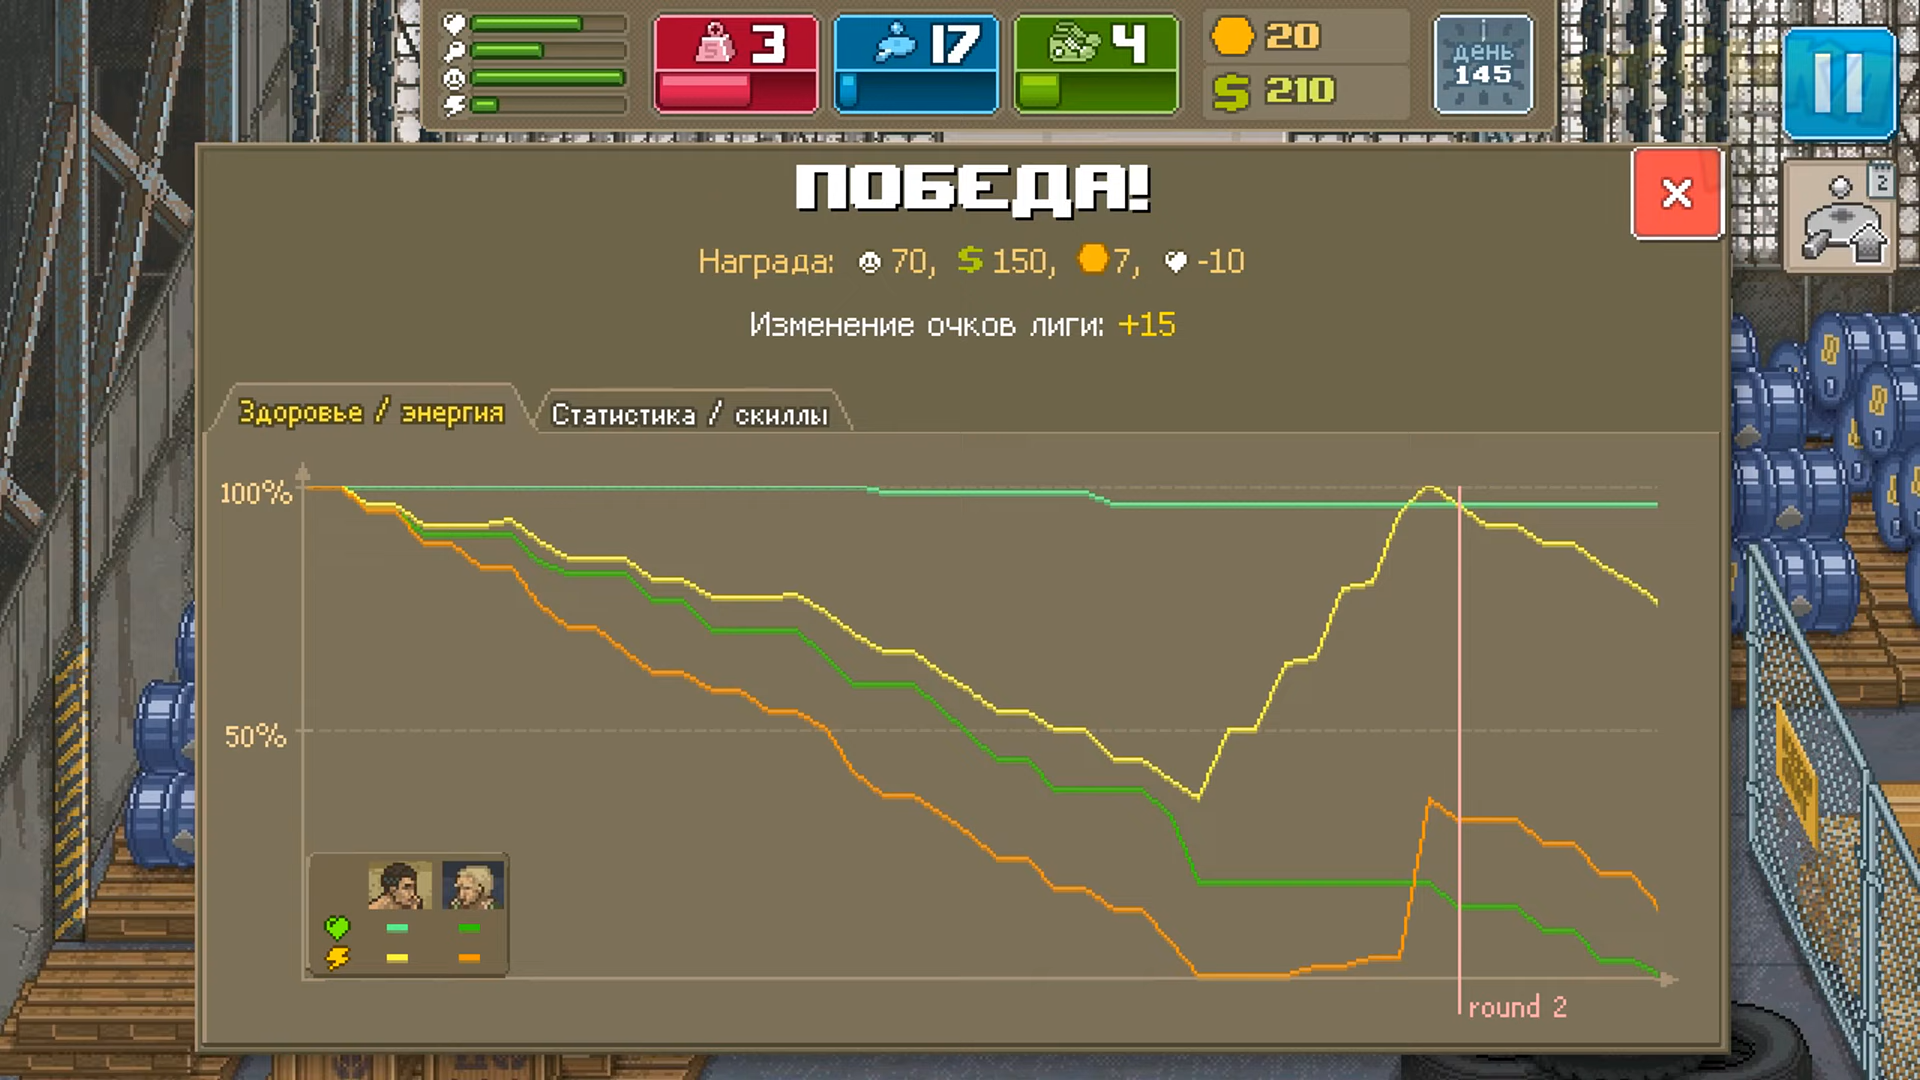 3
17
4
20
210
день
145
2
ПОБЕДА!
Награда: 70, $ 150, 7, -10
Изменение очков лиги: +15
Здоровье / энергия
Статистика / скиллы
100%
50%
round 2